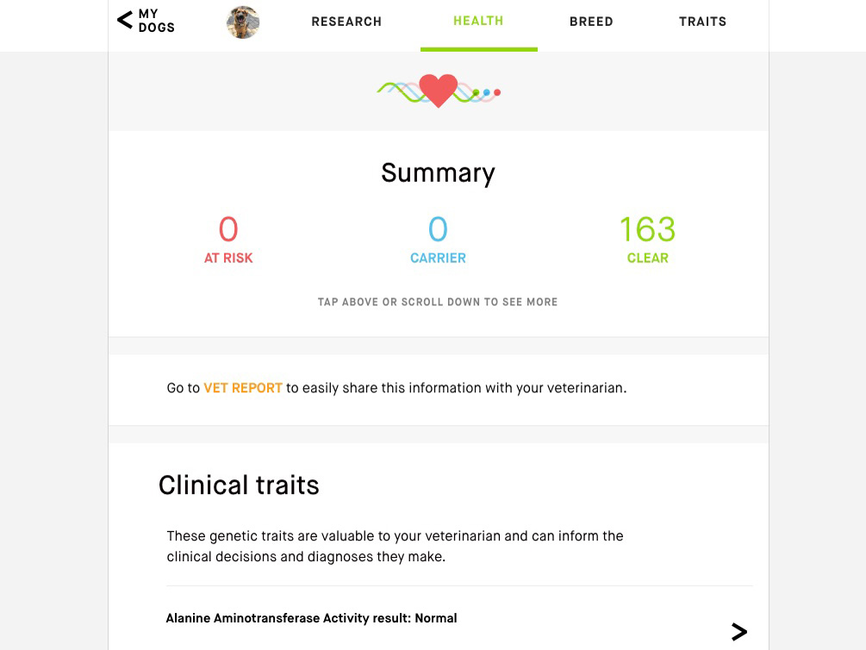 MY
DOGS
RESEARCH
HEALTH
BREED
TRAITS
Summary
0
AT RISK
0
CARRIER
163
CLEAR
TAP ABOVE OR SCROLL DOWN TO SEE MORE
Go to VET REPORT to easily share this information with your veterinarian.
Clinical traits
These genetic traits are valuable to your veterinarian and can inform the
clinical decisions and diagnoses they make.
Alanine Aminotransferase Activity result: Normal